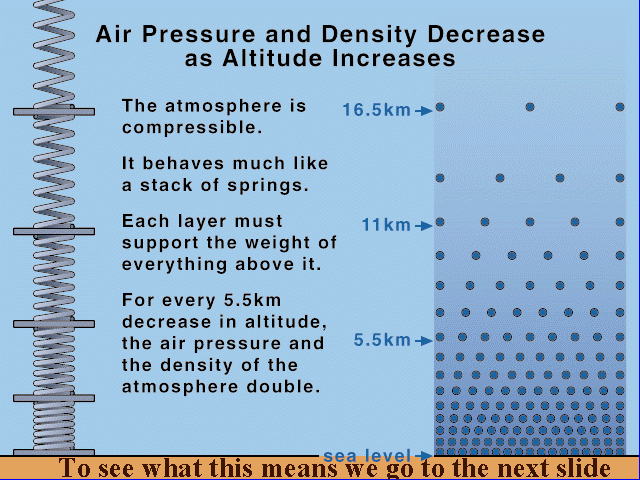 Air Pressure and Density Decrease
as Altitude Increases
The atmosphere is
compressible.
It behaves much like
a stack of springs.
Each layer must
support the weight of
everything above it.
For every 5.5km
decrease in altitude,
the air pressure and
the density of the
atmosphere double.
16.5km
11km
5.5km
sea level
To see what this means we go to the next slide